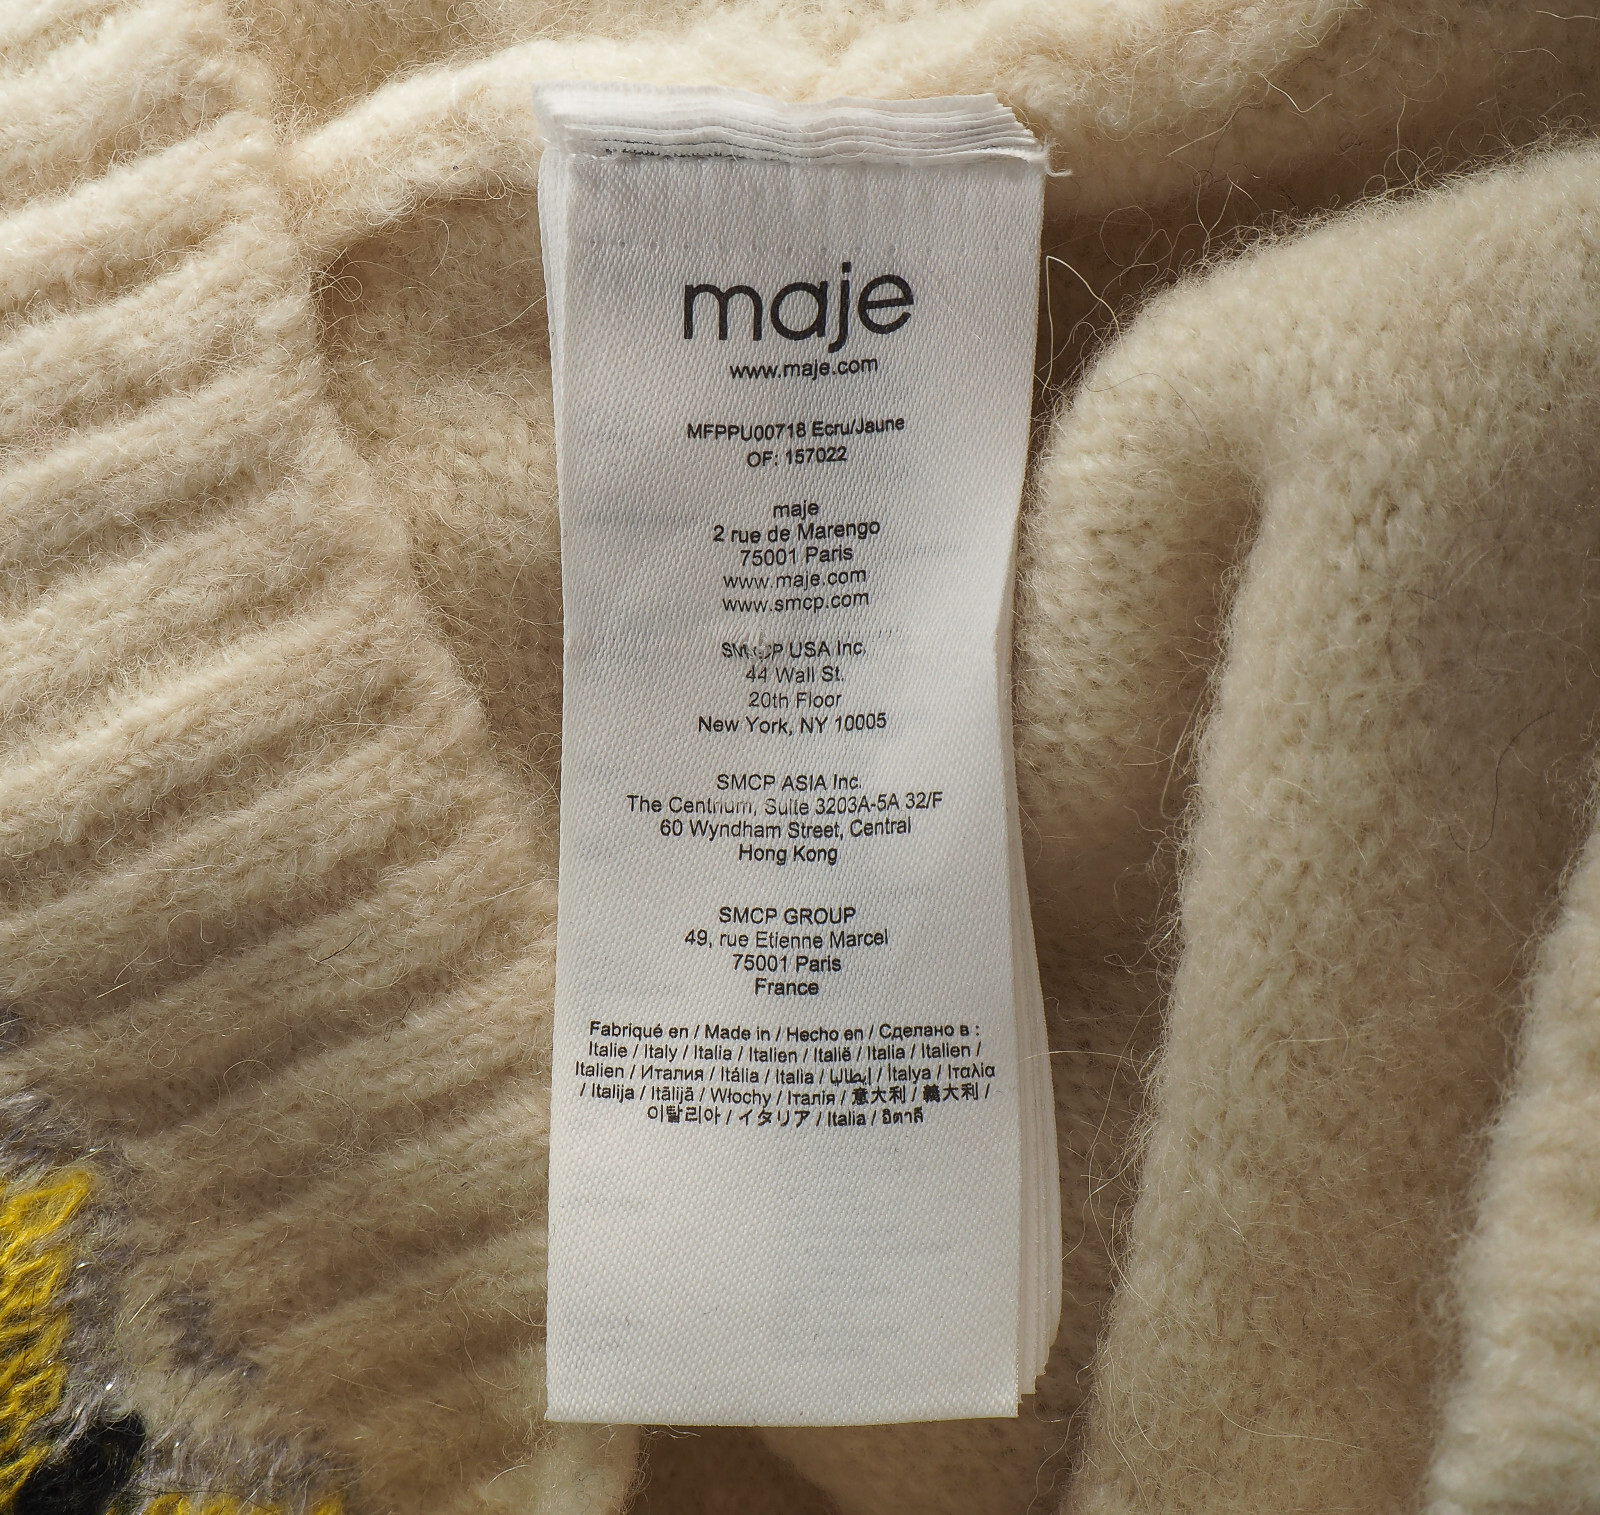 maje
www.maje.com
MFPPU00718 Ecru/Jaune
OF: 157022
maje
2 rue de Marengo
75001 Paris
www.maje.com
www.smcp.com
SMCP USA Inc.
44 Wall St.
20th Floor
New York, NY 10005
SMCP ASIA Inc.
The Centrium, Suite 3203A-5A 32/F
60 Wyndham Street, Central
Hong Kong
SMCP GROUP
49, rue Etienne Marcel
75001 Paris
France
Fabriqué en / Made in / Hecho en / Сделано в :
Italie / Italy / Italia / Italien / Italië / Italia / Italien /
Italien / Италия / Itália / Italia / إيطاليا / İtalya / Ιταλία
/ Italija / Itālijā / Włochy / Італія / 意大利 / 義大利 /
이탈리아 / イタリア / Italia / อิตาลี